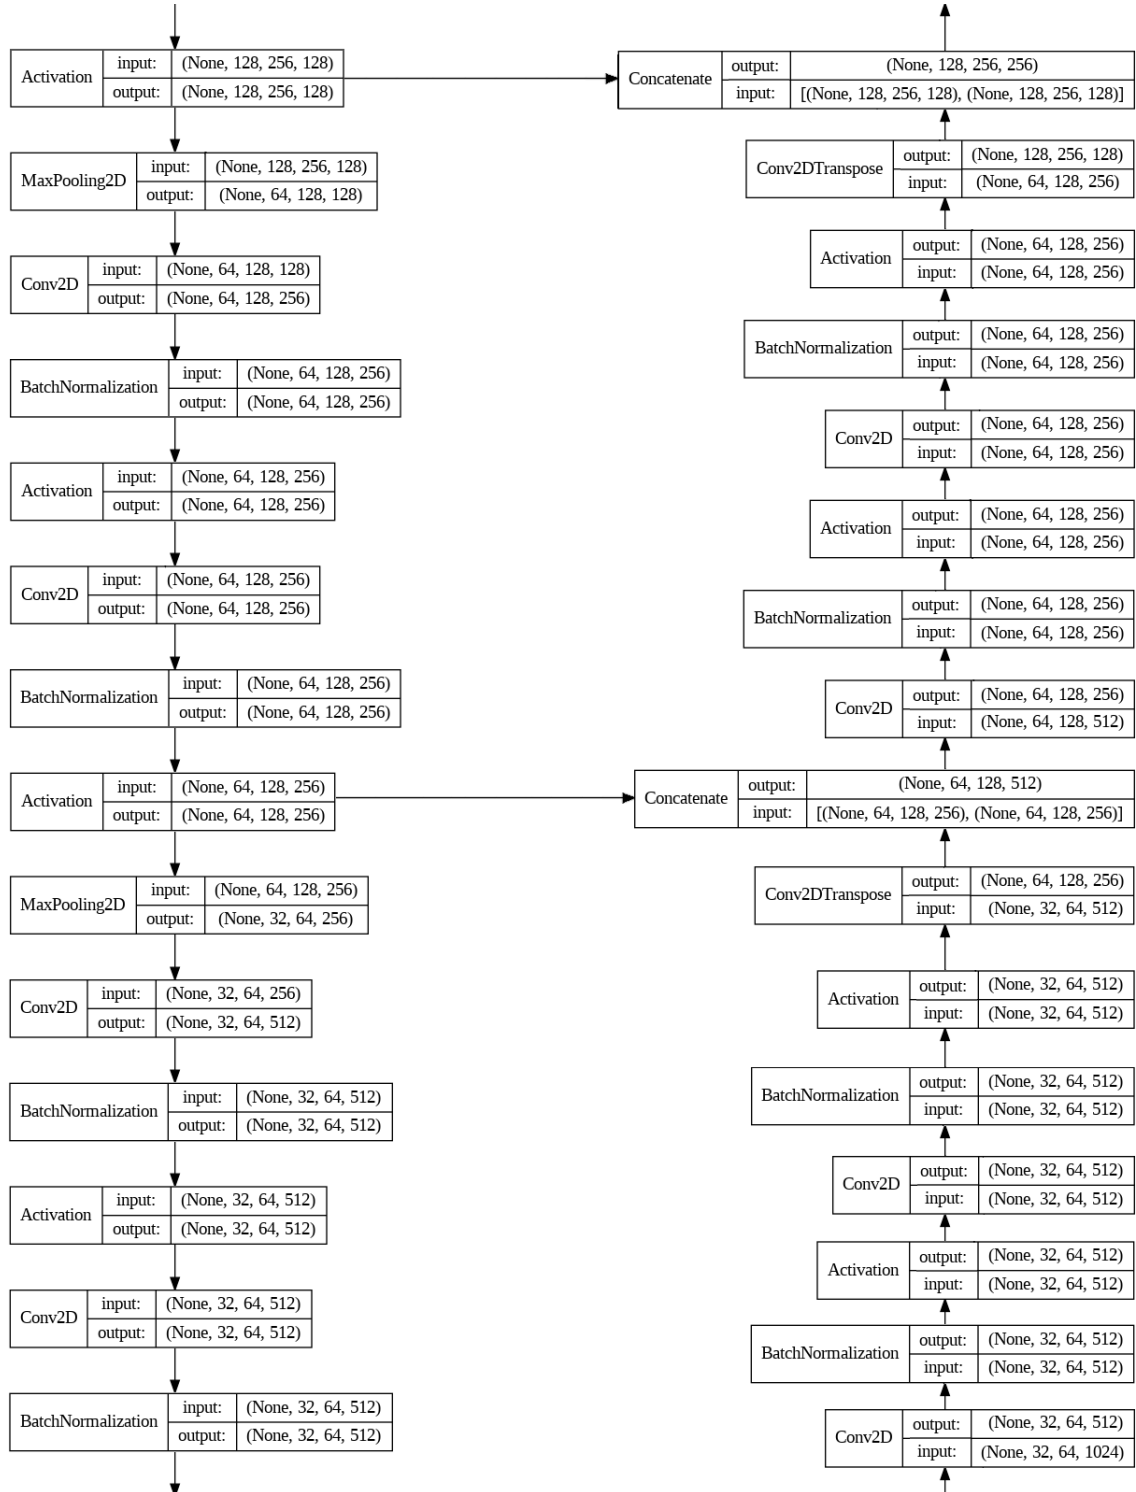 Activation
input: (None, 128, 256, 128)
output: (None, 128, 256, 128)
MaxPooling2D
input: (None, 128, 256, 128)
output: (None, 64, 128, 128)
Conv2D
input: (None, 64, 128, 128)
output: (None, 64, 128, 256)
BatchNormalization
input: (None, 64, 128, 256)
output: (None, 64, 128, 256)
Activation
input: (None, 64, 128, 256)
output: (None, 64, 128, 256)
Conv2D
input: (None, 64, 128, 256)
output: (None, 64, 128, 256)
BatchNormalization
input: (None, 64, 128, 256)
output: (None, 64, 128, 256)
Activation
input: (None, 64, 128, 256)
output: (None, 64, 128, 256)
MaxPooling2D
input: (None, 64, 128, 256)
output: (None, 32, 64, 256)
Conv2D
input: (None, 32, 64, 256)
output: (None, 32, 64, 512)
BatchNormalization
input: (None, 32, 64, 512)
output: (None, 32, 64, 512)
Activation
input: (None, 32, 64, 512)
output: (None, 32, 64, 512)
Conv2D
input: (None, 32, 64, 512)
output: (None, 32, 64, 512)
BatchNormalization
input: (None, 32, 64, 512)
output: (None, 32, 64, 512)
Concatenate
output: (None, 128, 256, 256)
input: [(None, 128, 256, 128), (None, 128, 256, 128)]
Conv2DTranspose
output: (None, 128, 256, 128)
input: (None, 64, 128, 256)
Activation
output: (None, 64, 128, 256)
input: (None, 64, 128, 256)
BatchNormalization
output: (None, 64, 128, 256)
input: (None, 64, 128, 256)
Conv2D
output: (None, 64, 128, 256)
input: (None, 64, 128, 256)
Activation
output: (None, 64, 128, 256)
input: (None, 64, 128, 256)
BatchNormalization
output: (None, 64, 128, 256)
input: (None, 64, 128, 256)
Conv2D
output: (None, 64, 128, 256)
input: (None, 64, 128, 512)
Concatenate
output: (None, 64, 128, 512)
input: [(None, 64, 128, 256), (None, 64, 128, 256)]
Conv2DTranspose
output: (None, 64, 128, 256)
input: (None, 32, 64, 512)
Activation
output: (None, 32, 64, 512)
input: (None, 32, 64, 512)
BatchNormalization
output: (None, 32, 64, 512)
input: (None, 32, 64, 512)
Conv2D
output: (None, 32, 64, 512)
input: (None, 32, 64, 512)
Activation
output: (None, 32, 64, 512)
input: (None, 32, 64, 512)
BatchNormalization
output: (None, 32, 64, 512)
input: (None, 32, 64, 512)
Conv2D
output: (None, 32, 64, 512)
input: (None, 32, 64, 1024)